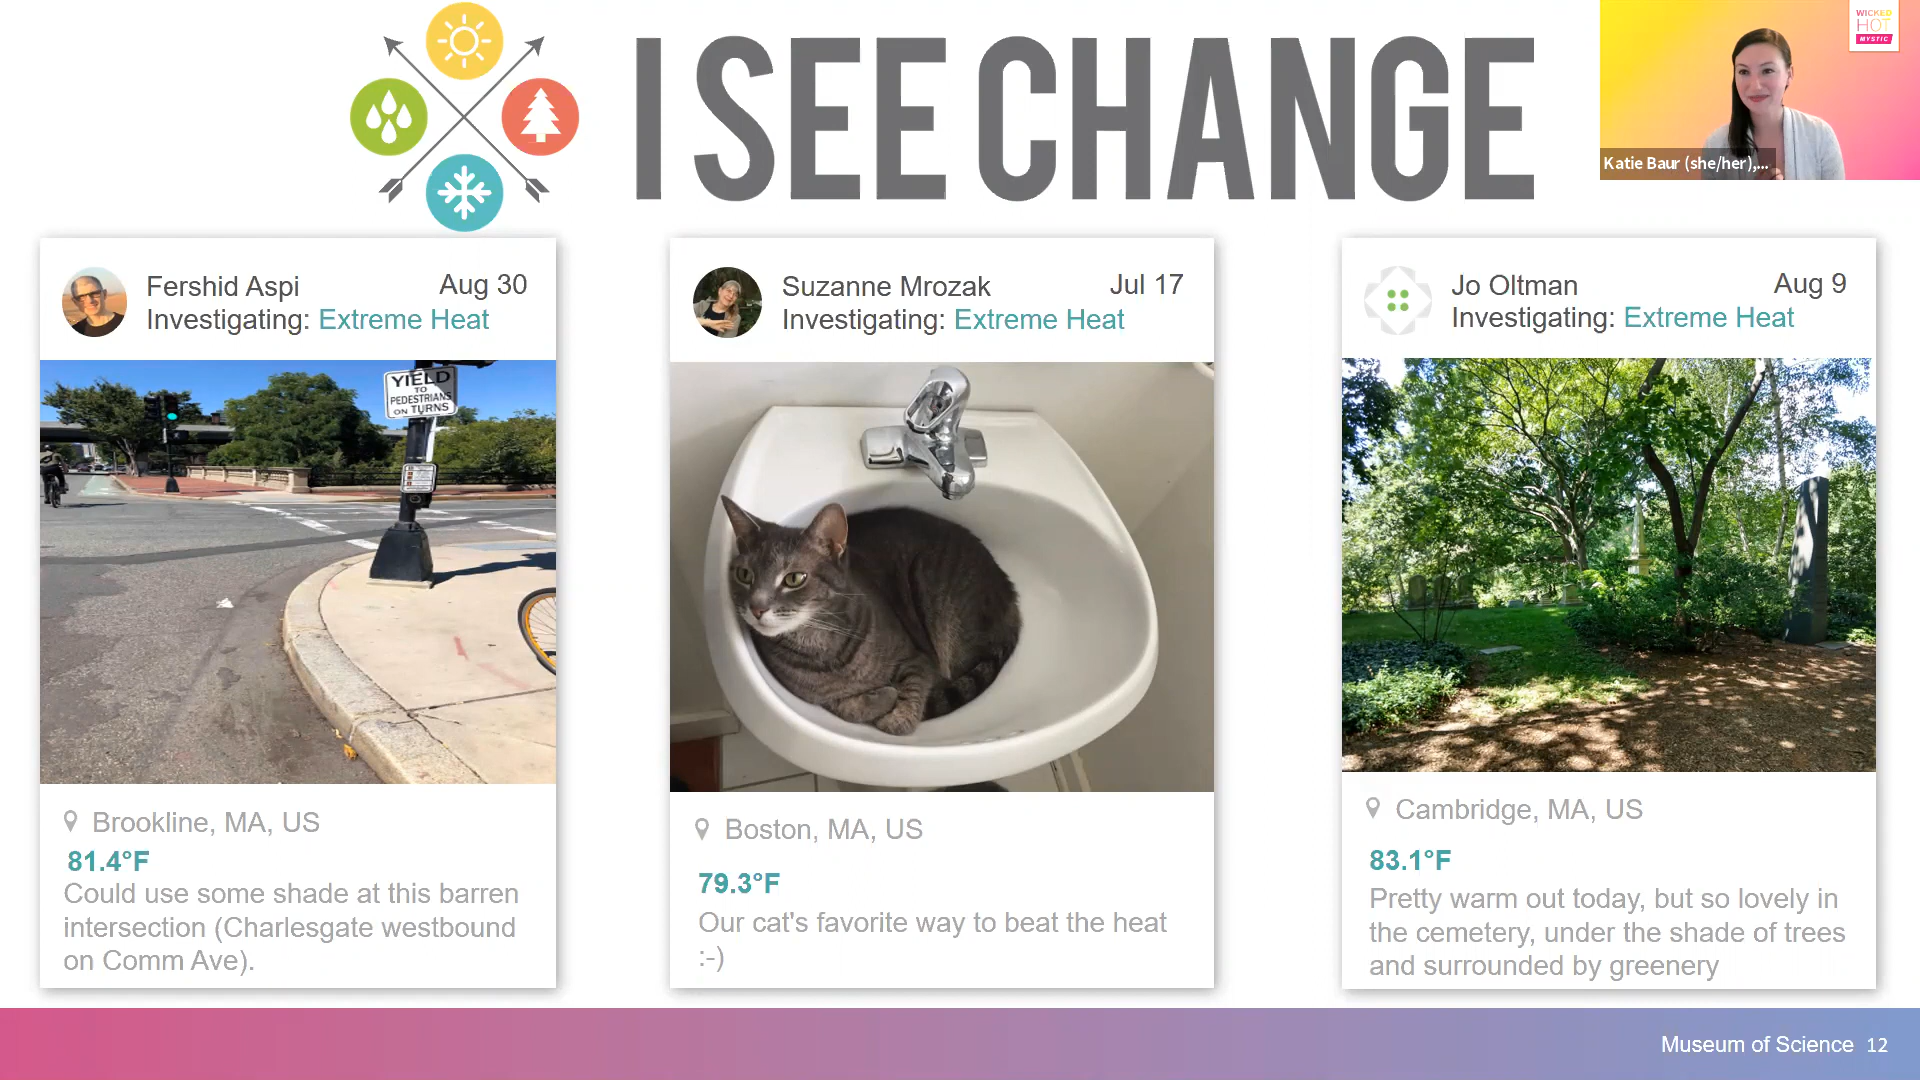 I SEE CHANGE
WICKED
HOT
MYSTIC
Katie Baur (she/her),...
Fershid Aspi
Aug 30
Investigating: Extreme Heat
YIELD
TO
PEDESTRIANS
ON TURNS
Brookline, MA, US
81.4°F
Could use some shade at this barren
intersection (Charlesgate westbound
on Comm Ave).
Suzanne Mrozak
Jul 17
Investigating: Extreme Heat
Boston, MA, US
79.3°F
Our cat's favorite way to beat the heat
:-)
Jo Oltman
Aug 9
Investigating: Extreme Heat
Cambridge, MA, US
83.1°F
Pretty warm out today, but so lovely in
the cemetery, under the shade of trees
and surrounded by greenery
Museum of Science 12